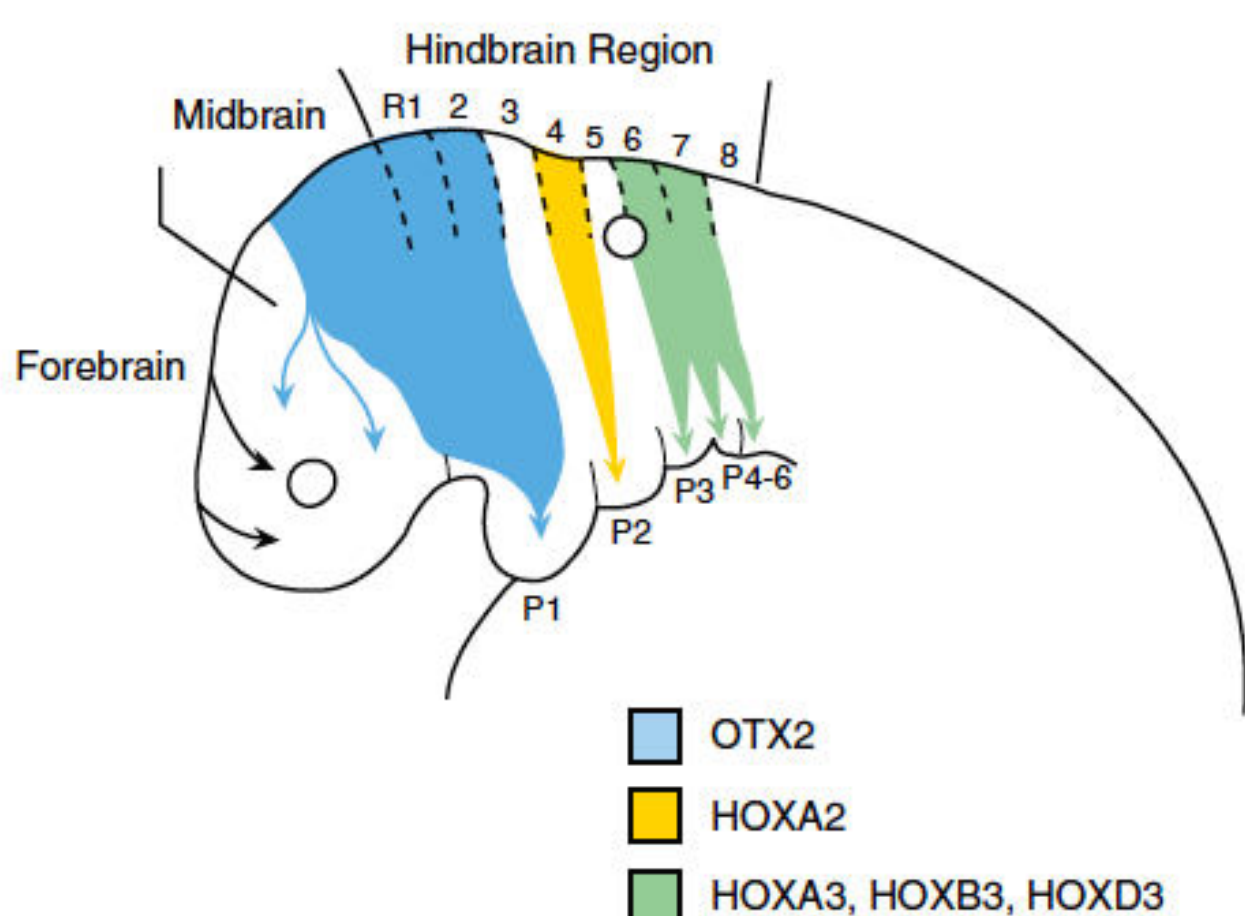 Hindbrain Region
Midbrain
R1 2 3 4 5 6 7 8
Forebrain
P3 P4-6
P2
P1
OTX2
HOXA2
HOXA3, HOXB3, HOXD3